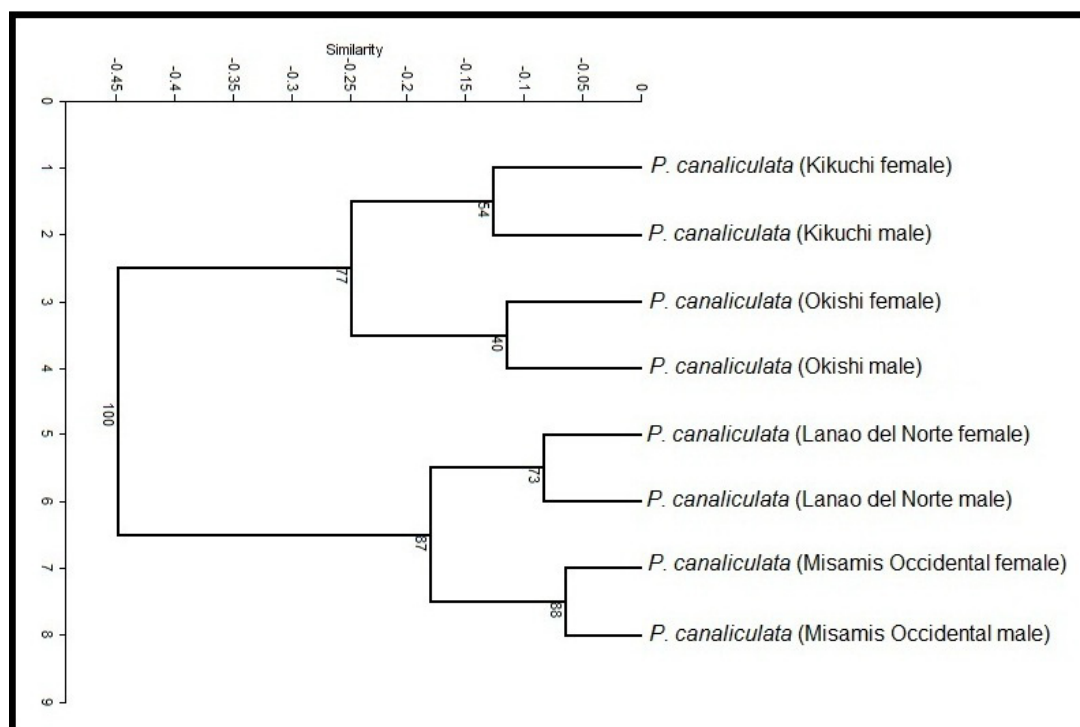 Similarity
-0.45 -0.4 -0.35 -0.3 -0.25 -0.2 -0.15 -0.1 -0.05 0
0
1
P. canaliculata (Kikuchi female)
54
2
P. canaliculata (Kikuchi male)
77
3
P. canaliculata (Okishi female)
40
4
P. canaliculata (Okishi male)
100
5
P. canaliculata (Lanao del Norte female)
73
6
P. canaliculata (Lanao del Norte male)
87
7
P. canaliculata (Misamis Occidental female)
88
8
P. canaliculata (Misamis Occidental male)
9